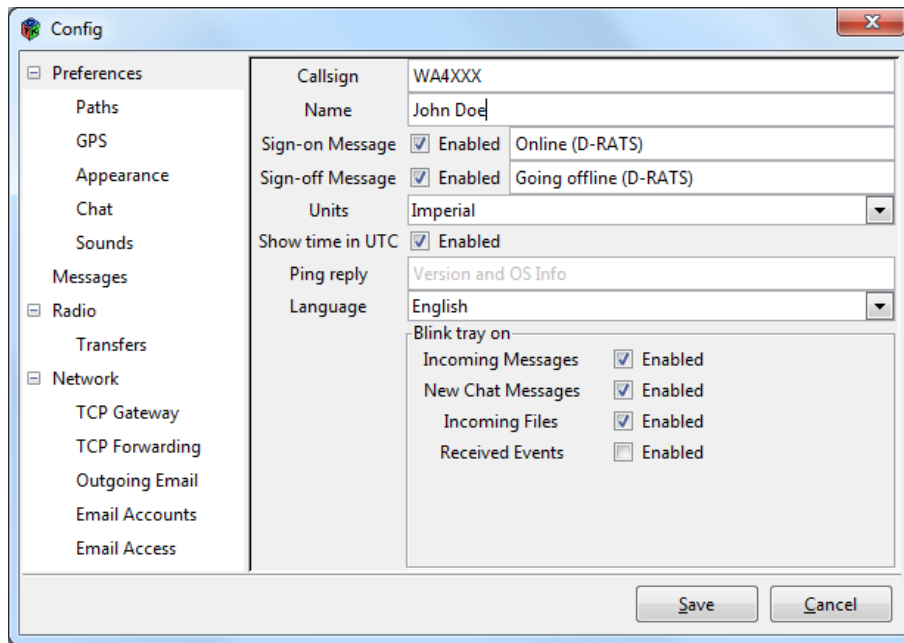 Config
Preferences
Paths
GPS
Appearance
Chat
Sounds
Messages
Radio
Transfers
Network
TCP Gateway
TCP Forwarding
Outgoing Email
Email Accounts
Email Access
Callsign WA4XXX
Name John Doe
Sign-on Message Enabled Online (D-RATS)
Sign-off Message Enabled Going offline (D-RATS)
Units Imperial
Show time in UTC Enabled
Ping reply Version and OS Info
Language English
Blink tray on
Incoming Messages Enabled
New Chat Messages Enabled
Incoming Files Enabled
Received Events Enabled
Save Cancel